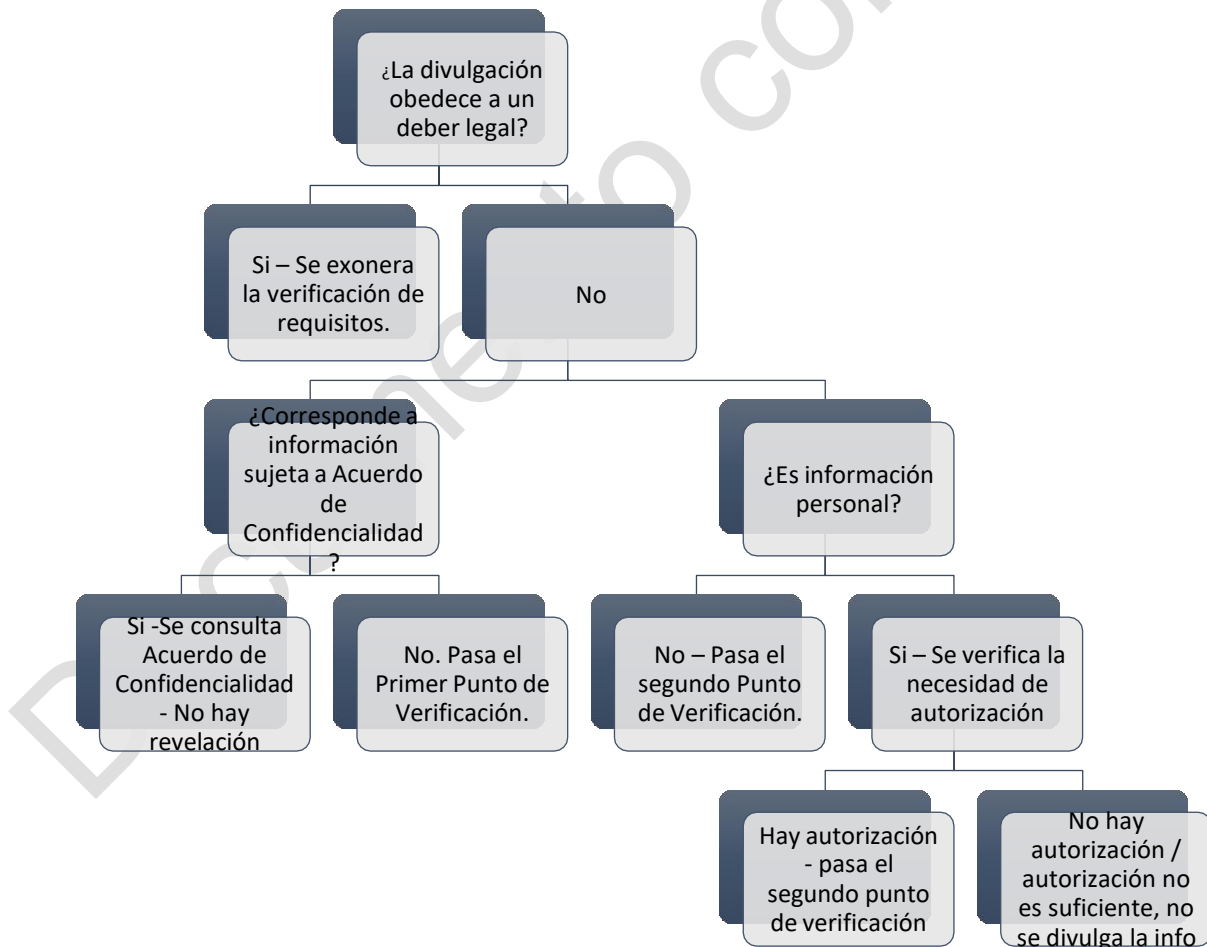 ¿La divulgación
obedece a un
deber legal?
Si – Se exonera
la verificación de
requisitos.
No
¿Corresponde a
información
sujeta a Acuerdo
de
Confidencialidad
?
¿Es información
personal?
Si -Se consulta
Acuerdo de
Confidencialidad
- No hay
revelación
No. Pasa el
Primer Punto de
Verificación.
No – Pasa el
segundo Punto
de Verificación.
Si – Se verifica la
necesidad de
autorización
Hay autorización
- pasa el
segundo punto
de verificación
No hay
autorización /
autorización no
es suficiente, no
se divulga la info